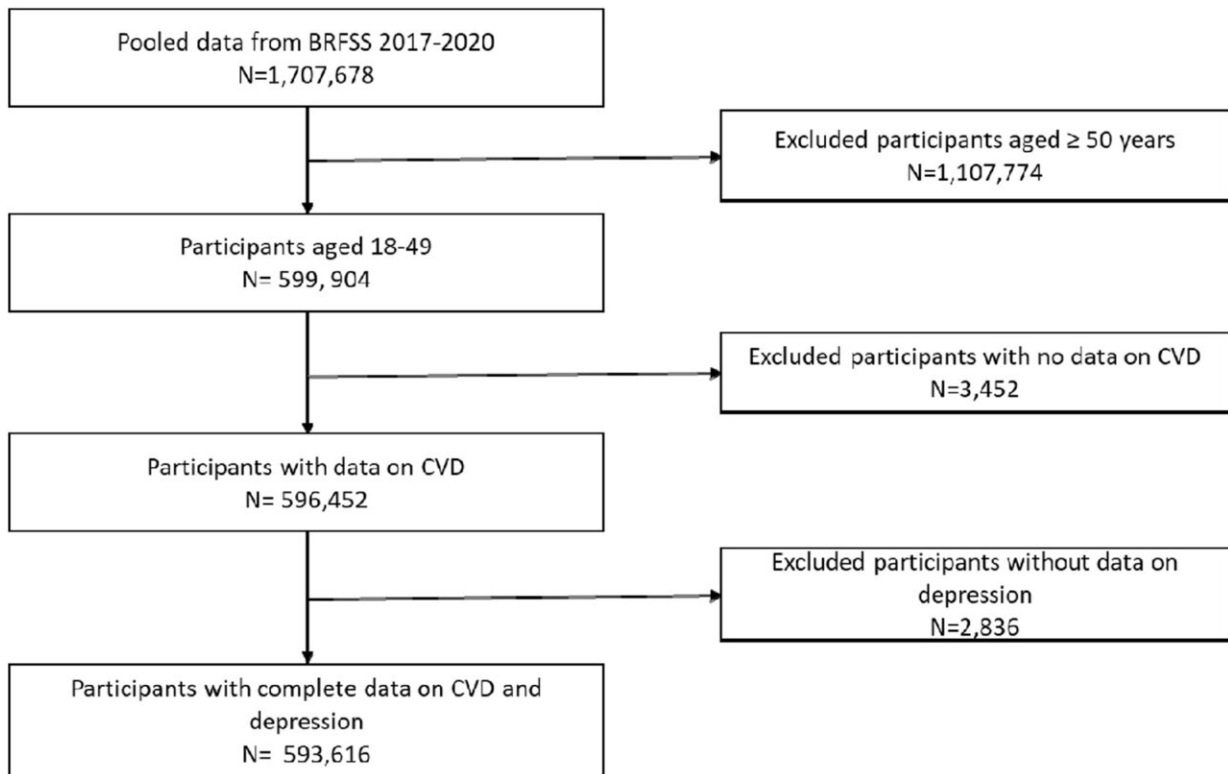 Pooled data from BRFSS 2017-2020
N=1,707,678
Excluded participants aged ≥ 50 years
N=1,107,774
Participants aged 18-49
N= 599, 904
Excluded participants with no data on CVD
N=3,452
Participants with data on CVD
N= 596,452
Excluded participants without data on
depression
N=2,836
Participants with complete data on CVD and
depression
N=  593,616